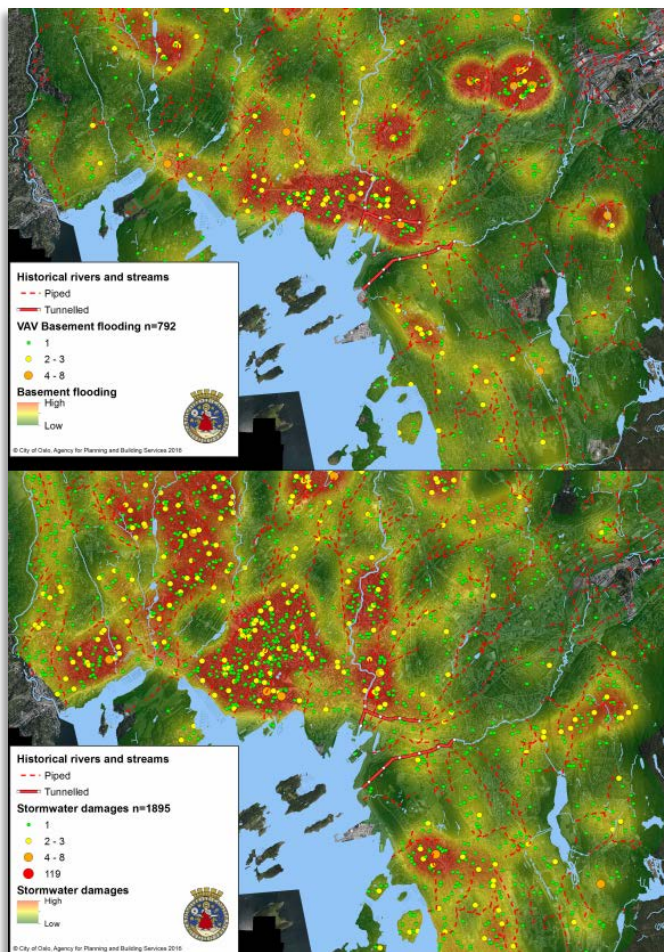 Historical rivers and streams
Piped
Tunnelled
VAV Basement flooding n=792
1
2 - 3
4 - 8
Basement flooding
High
Low
© City of Oslo, Agency for Planning and Building Services 2016
Historical rivers and streams
Piped
Tunnelled
Stormwater damages n=1895
1
2 - 3
4 - 8
119
Stormwater damages
High
Low
© City of Oslo, Agency for Planning and Building Services 2016